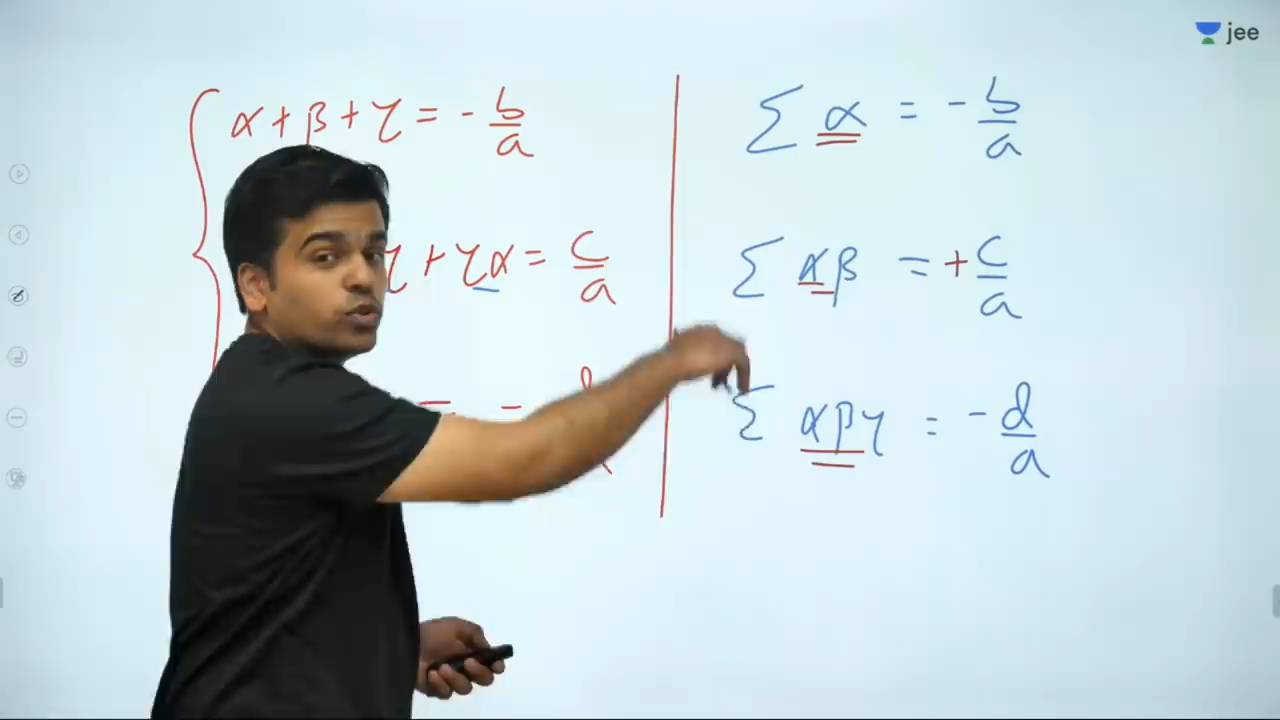 jee
α + β + γ = - b/a
γ + γα = c/a
Σ α = - b/a
Σ αβ = + c/a
Σ αβγ = - d/a